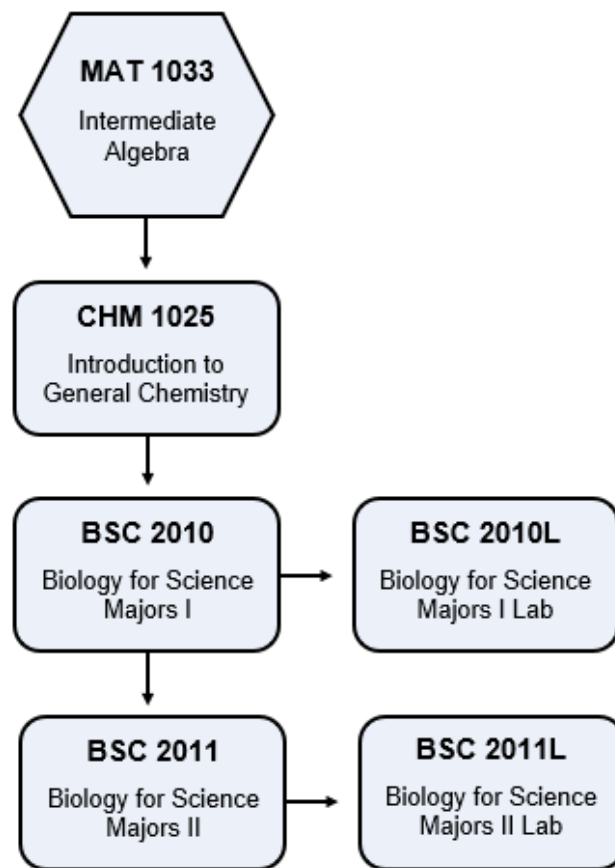 MAT 1033
Intermediate
Algebra
CHM 1025
Introduction to
General Chemistry
BSC 2010
Biology for Science
Majors I
BSC 2010L
Biology for Science
Majors I Lab
BSC 2011
Biology for Science
Majors II
BSC 2011L
Biology for Science
Majors II Lab